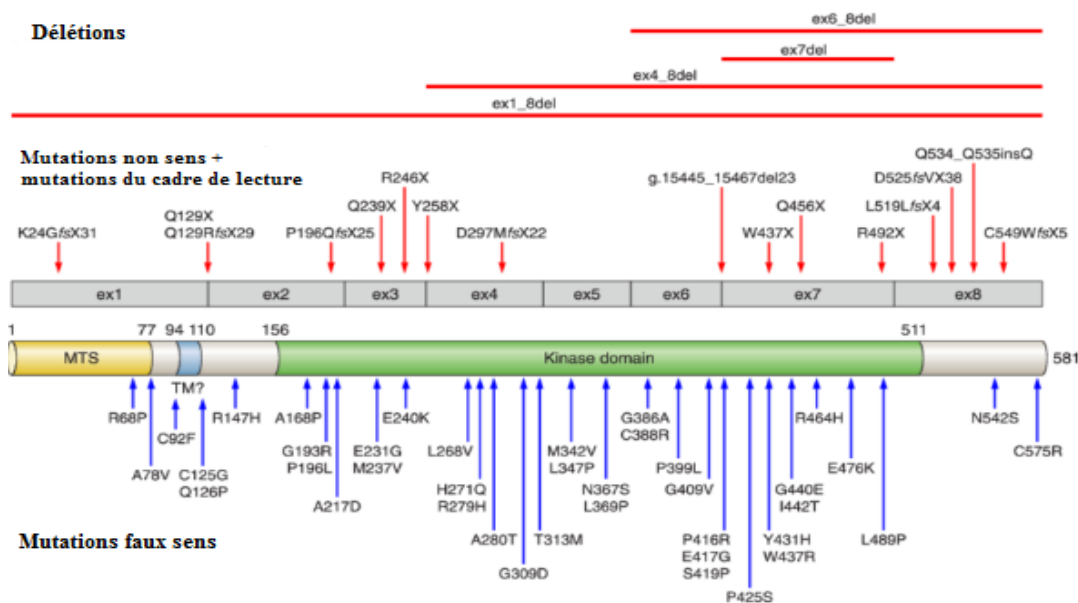 Délétions
ex6_8del
ex7del
ex4_8del
ex1_8del
Mutations non sens +
mutations du cadre de lecture
K24GfsX31
Q129X
Q129RfsX29
P196QfsX25
Q239X
R246X
Y258X
D297MfsX22
g.15445_15467del23
W437X
Q456X
R492X
L519LfsX4
D525fsVX38
Q534_Q535insQ
C549WfsX5
ex1 ex2 ex3 ex4 ex5 ex6 ex7 ex8
1 77 94 110 156 511
MTS Kinase domain 581
TM?
R68P
A78V
C92F
C125G
Q126P
R147H
A168P
G193R
P196L
A217D
E231G
M237V
E240K
L268V
H271Q
R279H
A280T
G309D
T313M
M342V
L347P
N367S
L369P
G386A
C388R
P399L
G409V
P416R
E417G
S419P
P425S
Y431H
W437R
G440E
I442T
R464H
E476K
L489P
N542S
C575R
Mutations faux sens